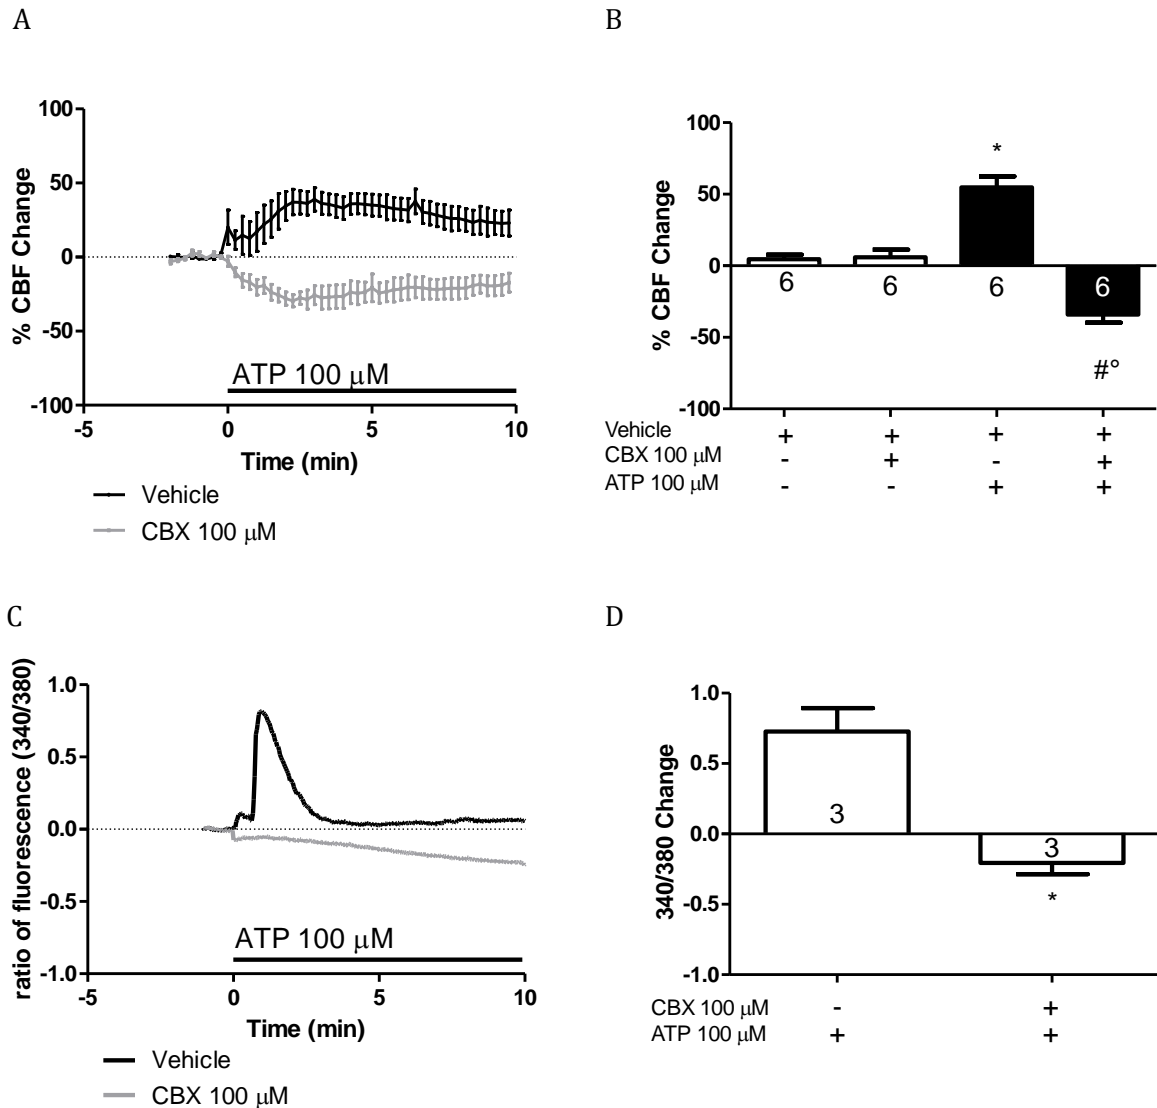 A
% CBF Change
100
50
0
-50
-100
ATP 100 μM
-5 0 5 10
Time (min)
Vehicle
CBX 100 μM
B
% CBF Change
100
50
0
-50
-100
*
6 6 6 6
#°
Vehicle + + + +
CBX 100 μM - + - +
ATP 100 μM - - + +
C
ratio of fluorescence (340/380)
1.0
0.5
0.0
-0.5
-1.0
ATP 100 μM
-5 0 5 10
Time (min)
Vehicle
CBX 100 μM
D
340/380 Change
1.0
0.5
0.0
-0.5
-1.0
3 3
*
CBX 100 μM - +
ATP 100 μM + +